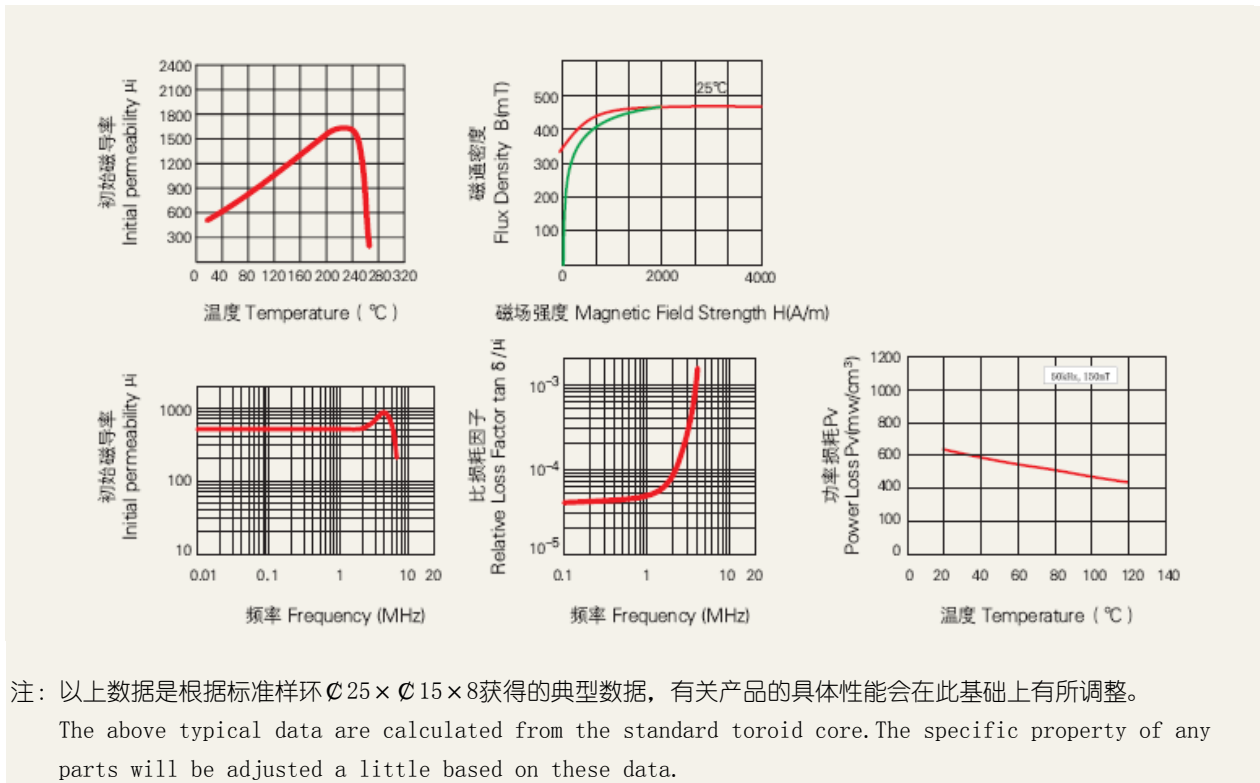 初始磁导率
Initial permeability μi
2400
2100
1800
1500
1200
900
600
300
0 40 80 120 160 200 240 280 320
温度 Temperature ( ℃ )
磁通密度
Flux Density B(mT)
500
400
300
200
100
25℃
0 2000 4000
磁场强度 Magnetic Field Strength H(A/m)
初始磁导率
Initial permeability μi
1000
100
10
0.01 0.1 1 10 20
频率 Frequency (MHz)
比损耗因子
Relative Loss Factor tan δ/μi
10⁻³
10⁻⁴
10⁻⁵
0.1 1 10 20
频率 Frequency (MHz)
功率损耗Pv
Power Loss Pv(mw/cm³)
1200
1000
800
600
400
100
0
50kHz, 150mT
0 20 40 60 80 100 120 140
温度 Temperature ( ℃ )
注: 以上数据是根据标准样环₡25×₡15×8获得的典型数据，有关产品的具体性能会在此基础上有所调整。
The above typical data are calculated from the standard toroid core.The specific property of any
parts will be adjusted a little based on these data.